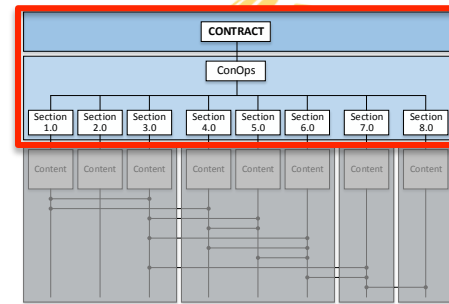 CONTRACT
ConOps
Section 1.0
Section 2.0
Section 3.0
Section 4.0
Section 5.0
Section 6.0
Section 7.0
Section 8.0
Content
Content
Content
Content
Content
Content
Content
Content